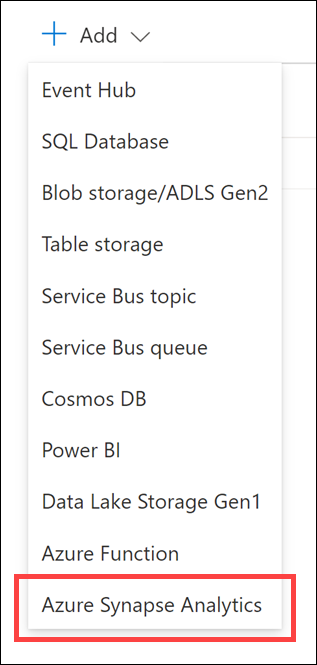 Add
Event Hub
SQL Database
Blob storage/ADLS Gen2
Table storage
Service Bus topic
Service Bus queue
Cosmos DB
Power BI
Data Lake Storage Gen1
Azure Function
Azure Synapse Analytics